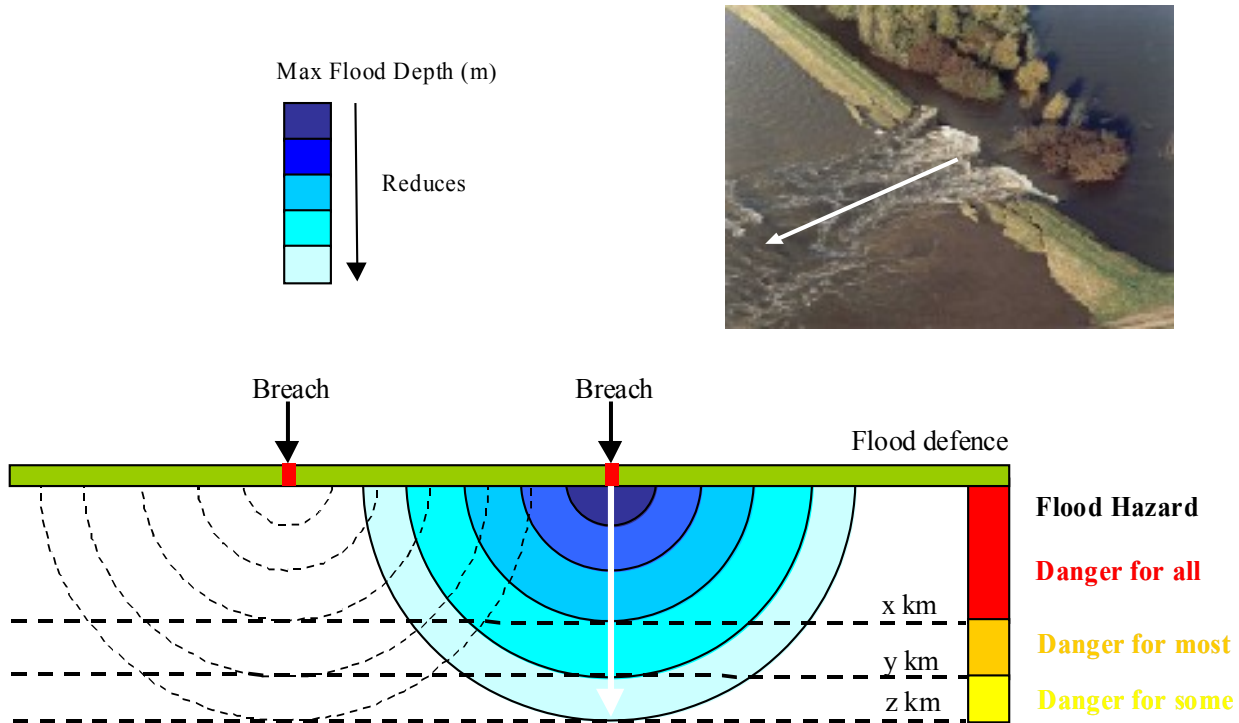 Max Flood Depth (m)
Reduces
Breach
Breach
Flood defence
Flood Hazard
Danger for all
x km
Danger for most
y km
Danger for some
z km